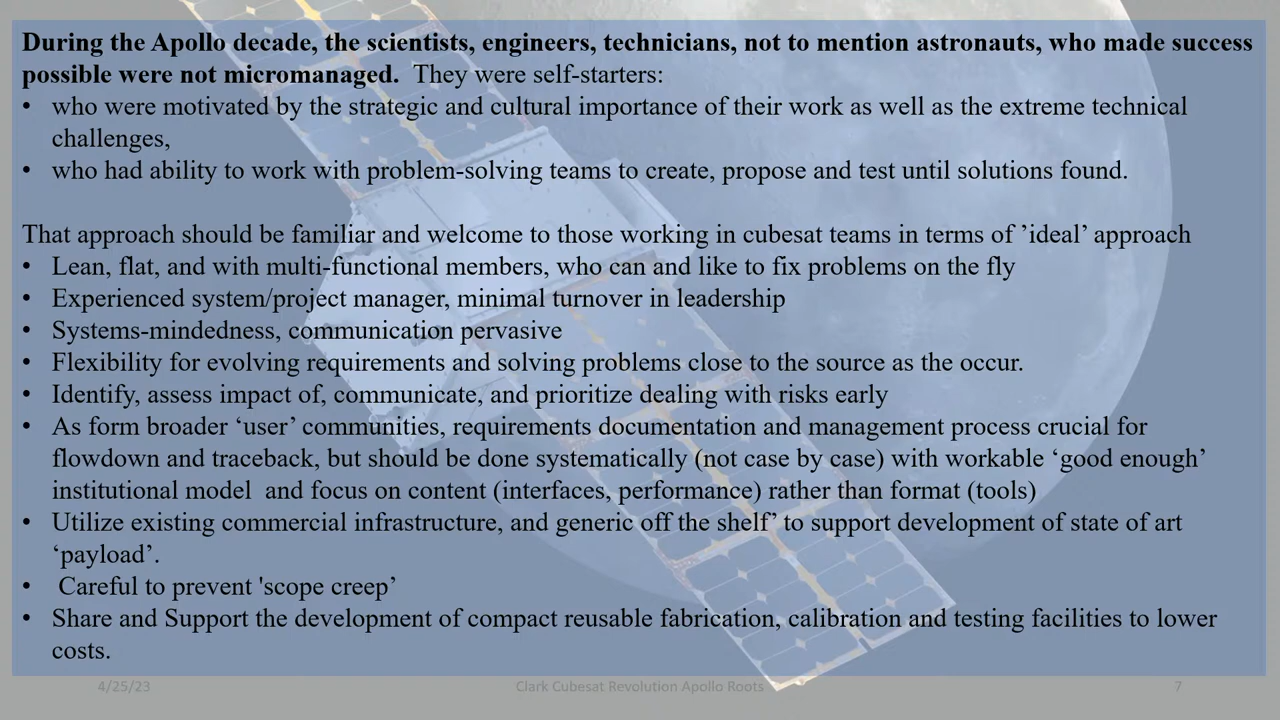 During the Apollo decade, the scientists, engineers, technicians, not to mention astronauts, who made success
possible were not micromanaged.  They were self-starters:
• who were motivated by the strategic and cultural importance of their work as well as the extreme technical
challenges,
• who had ability to work with problem-solving teams to create, propose and test until solutions found.
That approach should be familiar and welcome to those working in cubesat teams in terms of ’ideal’ approach
• Lean, flat, and with multi-functional members, who can and like to fix problems on the fly
• Experienced system/project manager, minimal turnover in leadership
• Systems-mindedness, communication pervasive
• Flexibility for evolving requirements and solving problems close to the source as the occur.
• Identify, assess impact of, communicate, and prioritize dealing with risks early
• As form broader ‘user’ communities, requirements documentation and management process crucial for
flowdown and traceback, but should be done systematically (not case by case) with workable ‘good enough’
institutional model  and focus on content (interfaces, performance) rather than format (tools)
• Utilize existing commercial infrastructure, and generic off the shelf’ to support development of state of art
‘payload’.
• Careful to prevent 'scope creep’
• Share and Support the development of compact reusable fabrication, calibration and testing facilities to lower
costs.
4/25/23
Clark Cubesat Revolution Apollo Roots
7